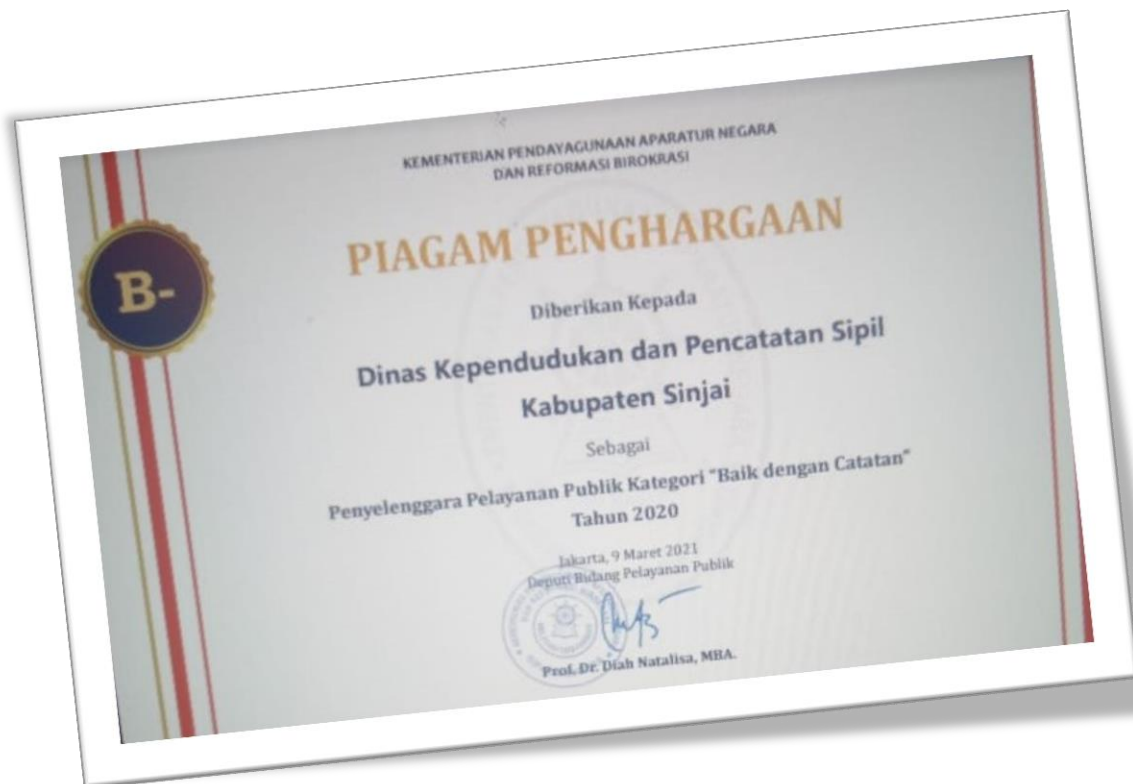 KEMENTERIAN PENDAYAGUNAAN APARATUR NEGARA
DAN REFORMASI BIROKRASI
PIAGAM PENGHARGAAN
B-
Diberikan Kepada
Dinas Kependudukan dan Pencatatan Sipil
Kabupaten Sinjai
Sebagai
Penyelenggara Pelayanan Publik Kategori "Baik dengan Catatan"
Tahun 2020
Jakarta, 9 Maret 2021
Deputi Bidang Pelayanan Publik
Prof. Dr. Diah Natalisa, MBA.